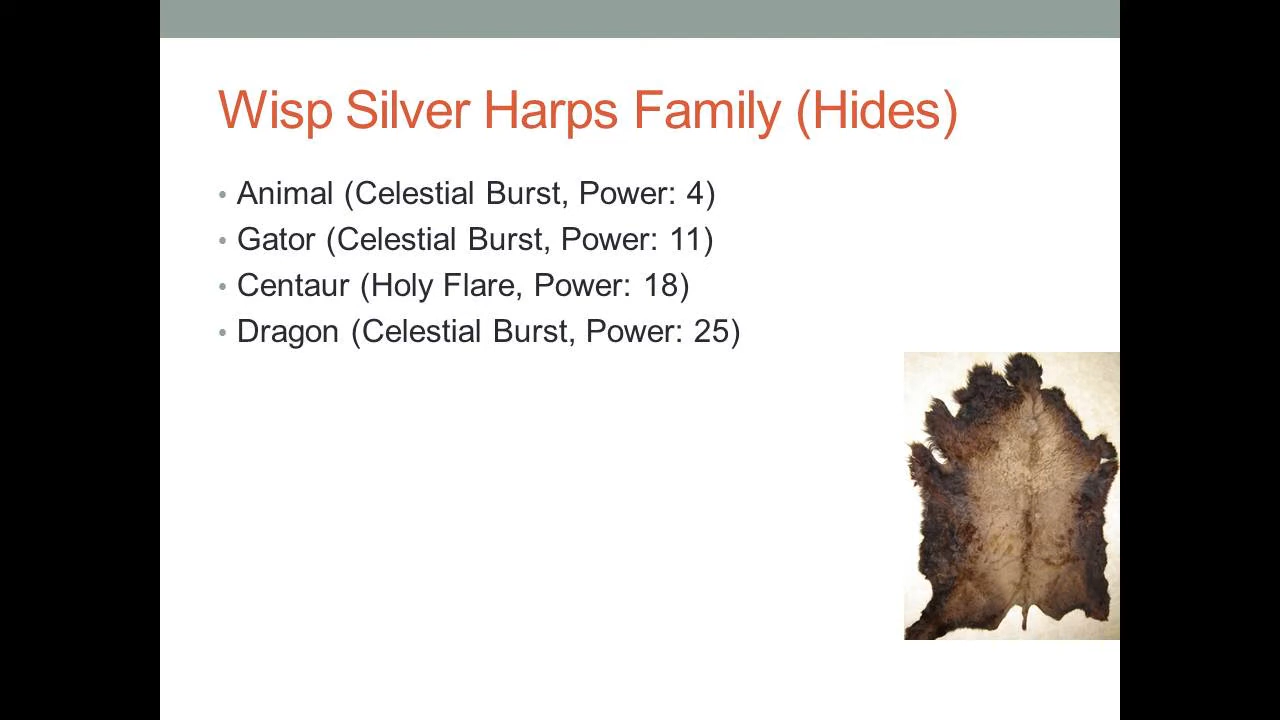 Wisp Silver Harps Family (Hides)
• Animal (Celestial Burst, Power: 4)
• Gator (Celestial Burst, Power: 11)
• Centaur (Holy Flare, Power: 18)
• Dragon (Celestial Burst, Power: 25)